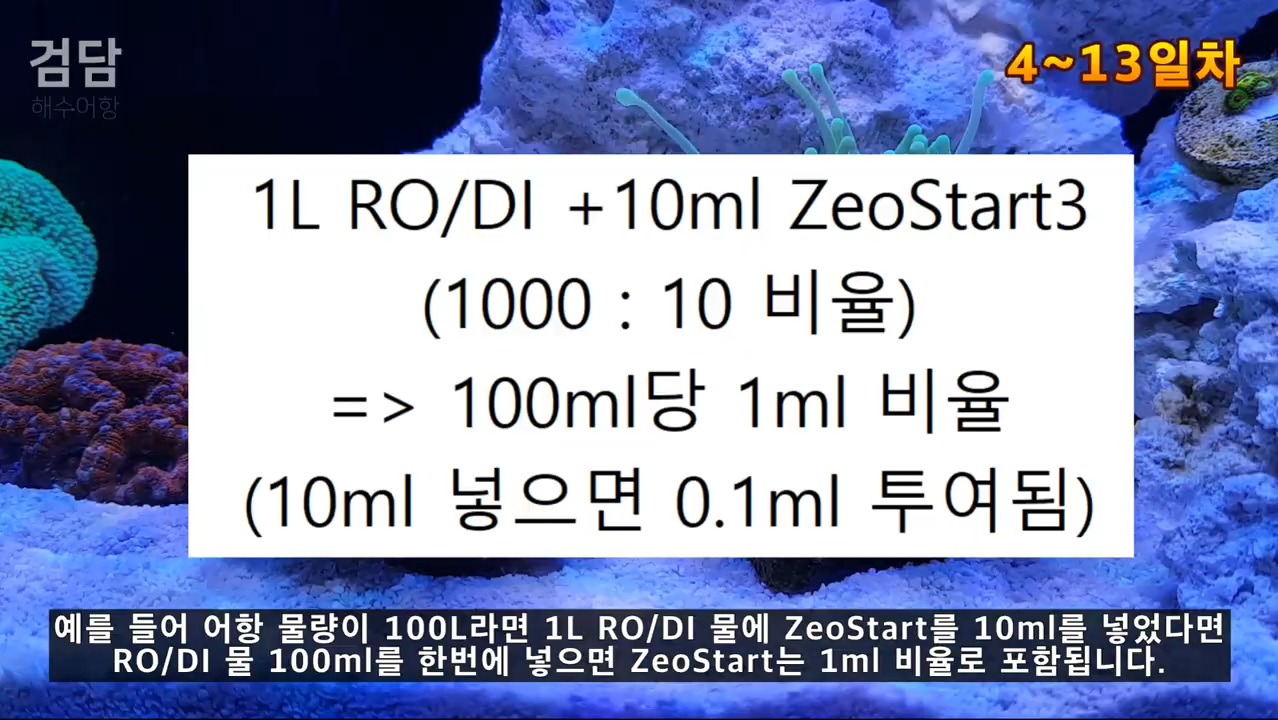 검담
해수어항
4~13일차
1L RO/DI +10ml ZeoStart3
(1000 : 10 비율)
=> 100ml당 1ml 비율
(10ml 넣으면 0.1ml 투여됨)
예를 들어 어항 물량이 100L라면 1L RO/DI 물에 ZeoStart를 10ml를 넣었다면
RO/DI 물 100ml를 한번에 넣으면 ZeoStart는 1ml 비율로 포함됩니다.